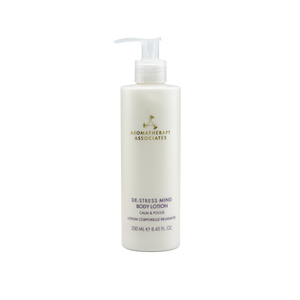 AROMATHERAPY
ASSOCIATES
DE-STRESS MIND
BODY LOTION
CALM & FOCUS
LOTION CORPORELLE RELAXANTE
250 ML ℮ 8.45 FL.OZ